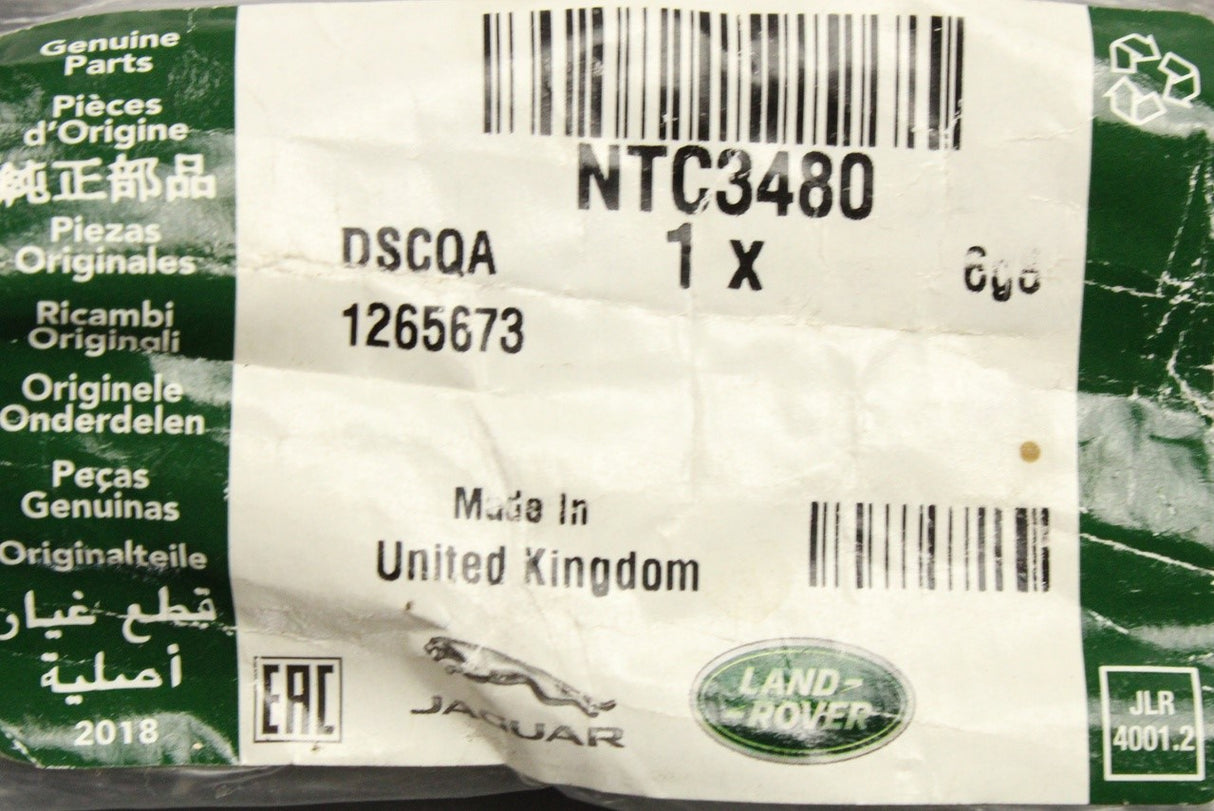 Genuine
Parts
Pièces
d'Origine
純正部品
Piezas
Originales
Ricambi
Originali
Originele
Onderdelen
Peças
Genuinas
Originalteile
قطع غيار
أصلية
2018
NTC3480
DSCQA
1 x
1265673
Made In
United Kingdom
EAC
JAGUAR
LAND-
-ROVER
JLR
4001.2